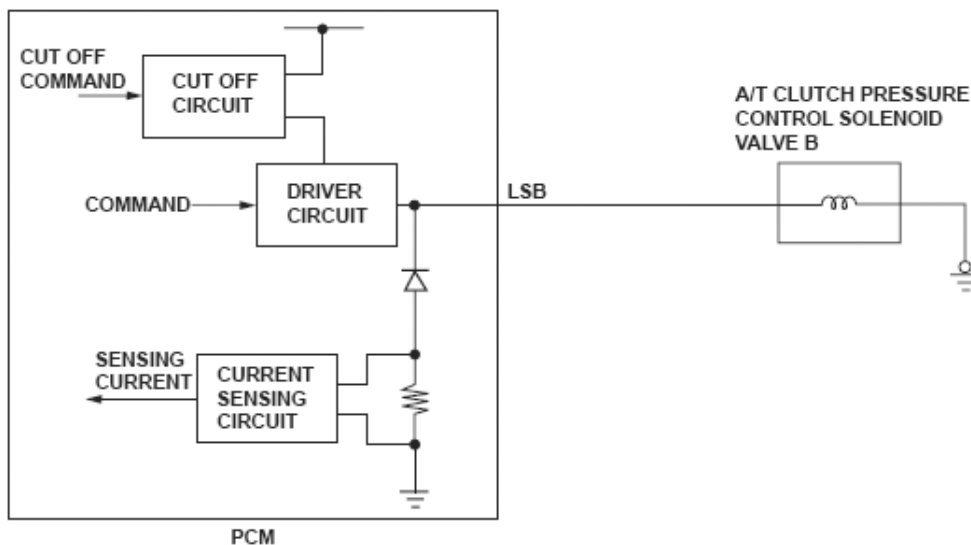 CUT OFF
COMMAND
CUT OFF
CIRCUIT
A/T CLUTCH PRESSURE
CONTROL SOLENOID
VALVE B
COMMAND
DRIVER
CIRCUIT
LSB
SENSING
CURRENT
CURRENT
SENSING
CIRCUIT
PCM